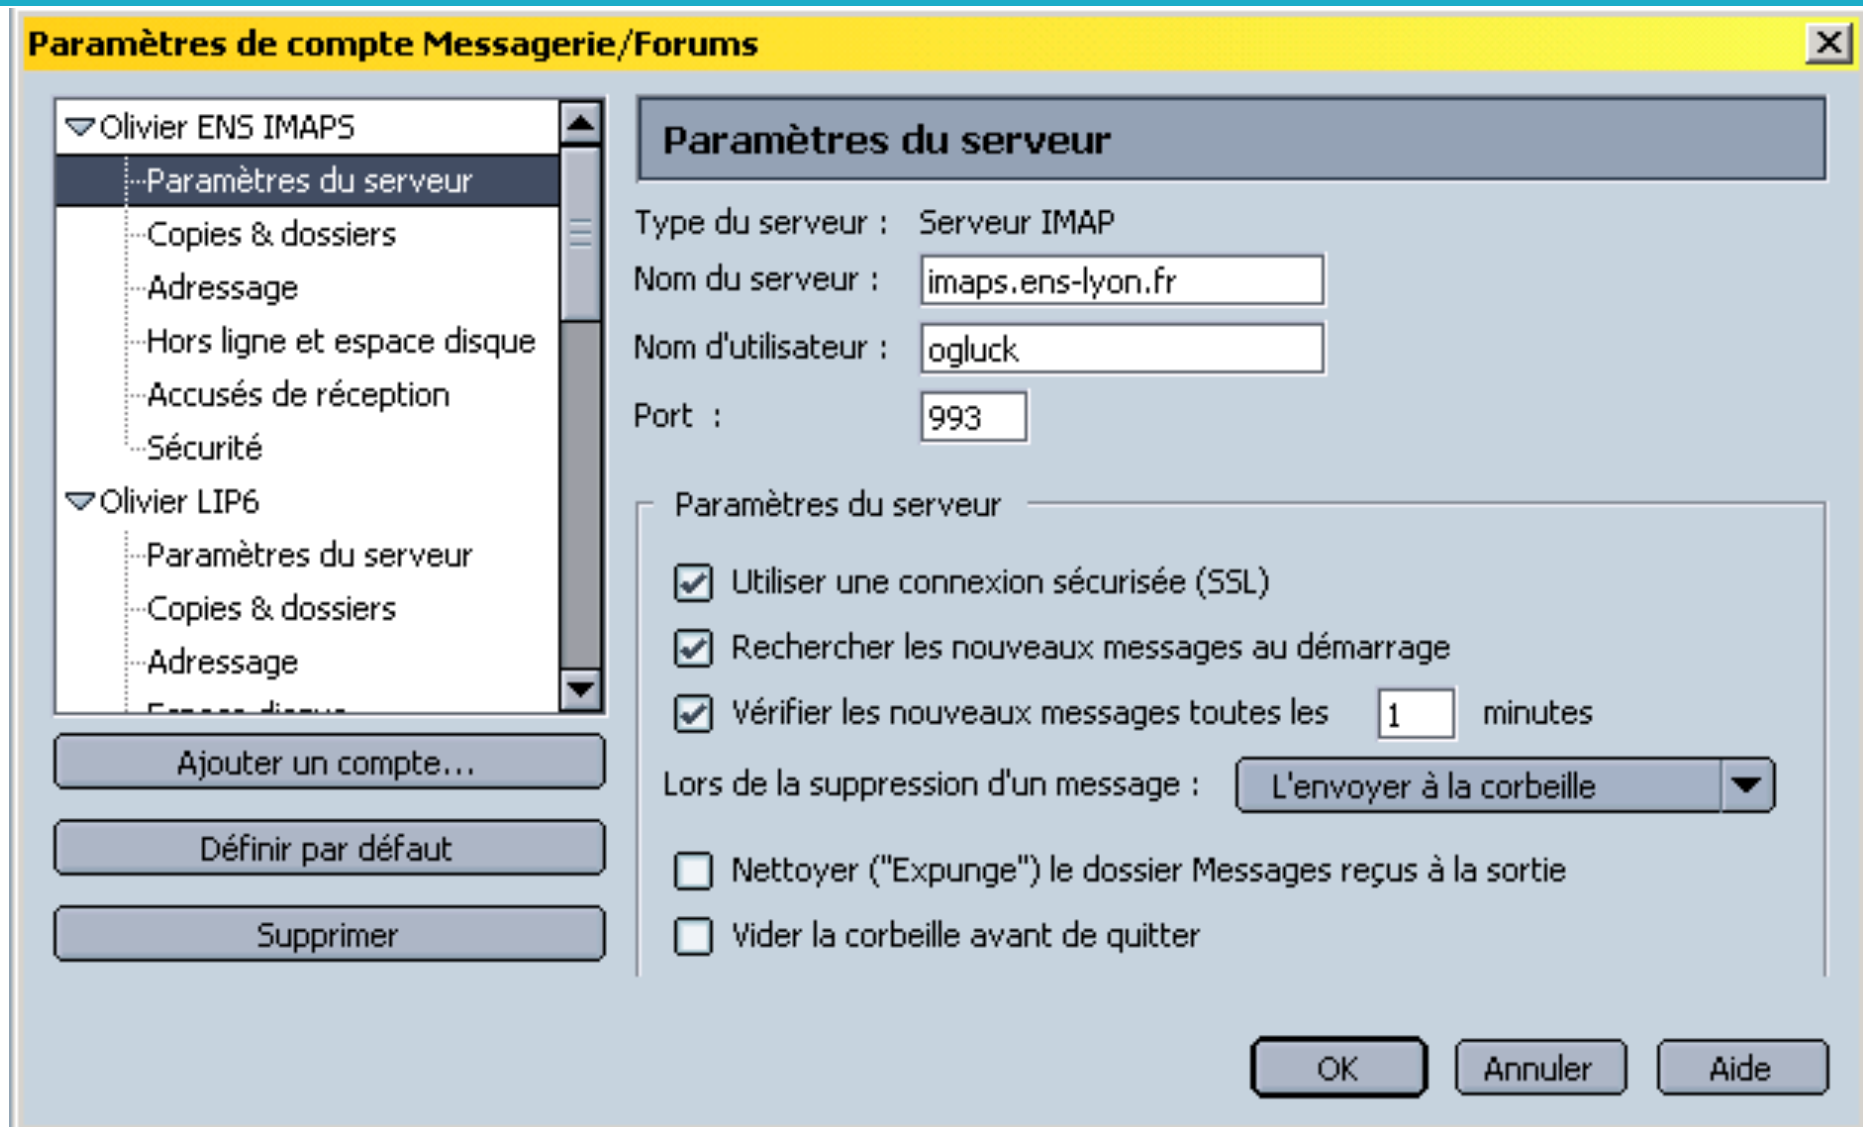 Paramètres de compte Messagerie/Forums
Olivier ENS IMAPS
Paramètres du serveur
Copies & dossiers
Adressage
Hors ligne et espace disque
Accusés de réception
Sécurité
Olivier LIP6
Paramètres du serveur
Copies & dossiers
Adressage
Espace disque
Ajouter un compte...
Définir par défaut
Supprimer
Paramètres du serveur
Type du serveur : Serveur IMAP
Nom du serveur : imaps.ens-lyon.fr
Nom d'utilisateur : ogluck
Port : 993
Paramètres du serveur
Utiliser une connexion sécurisée (SSL)
Rechercher les nouveaux messages au démarrage
Vérifier les nouveaux messages toutes les 1 minutes
Lors de la suppression d'un message : L'envoyer à la corbeille
Nettoyer ("Expunge") le dossier Messages reçus à la sortie
Vider la corbeille avant de quitter
OK Annuler Aide